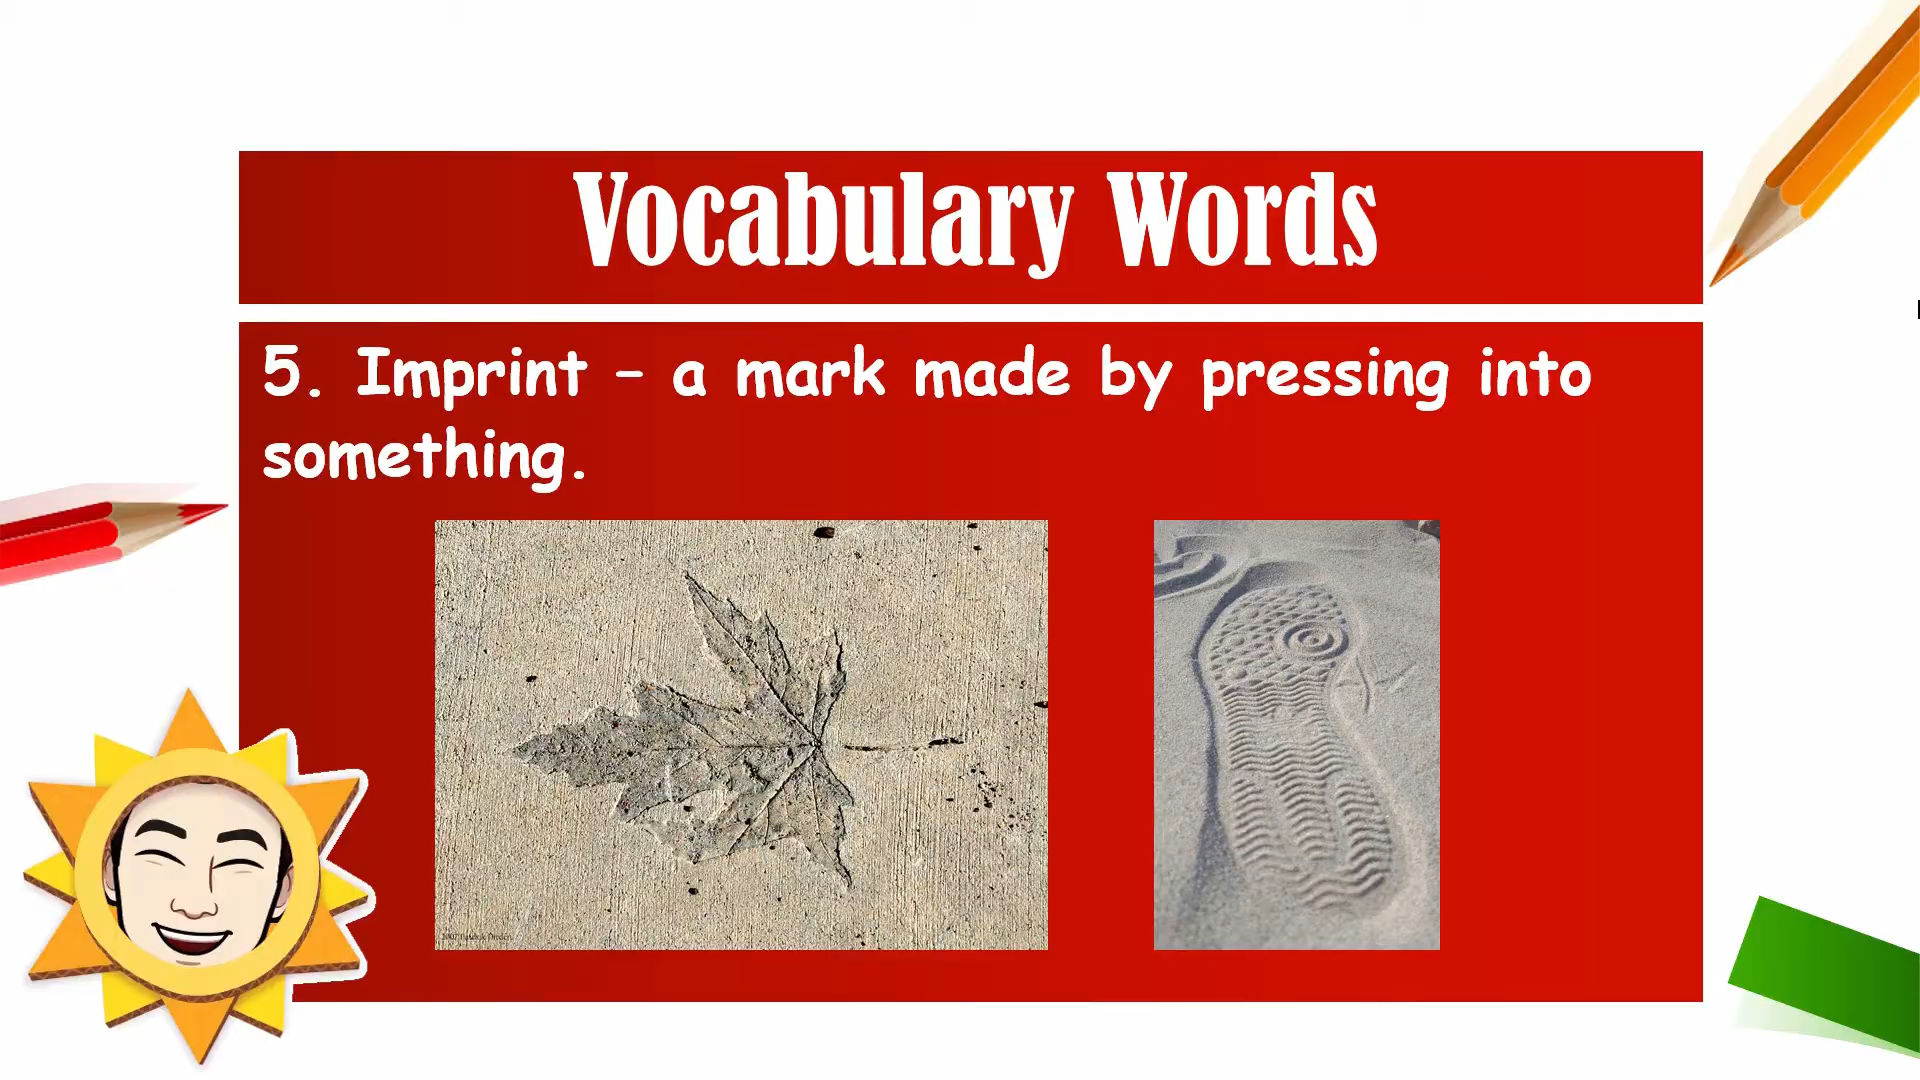 Vocabulary Words
5. Imprint – a mark made by pressing into
something.